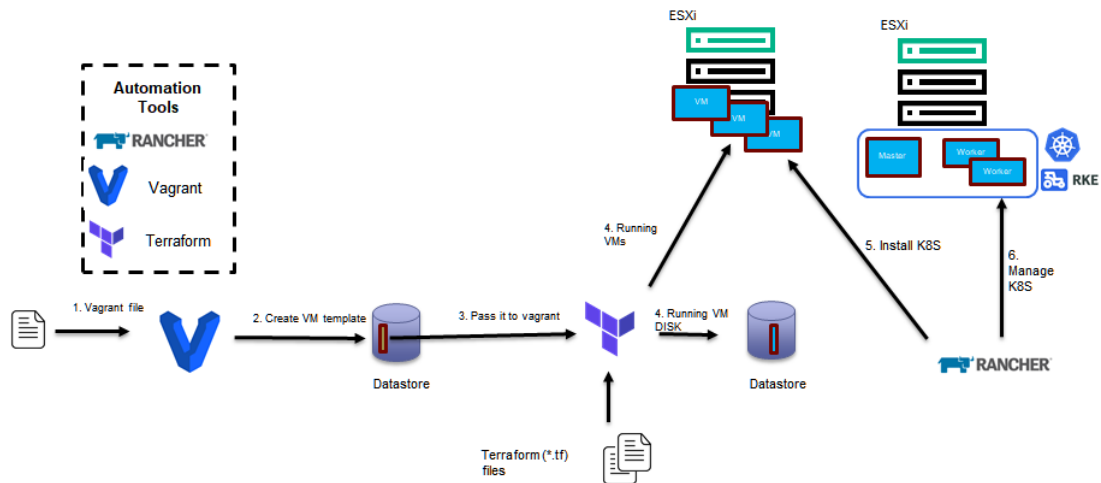 ESXi
ESXi
Automation
Tools
RANCHER
Vagrant
Terraform
VM
VM
VM
Master
Worker
Worker
RKE
4. Running
VMs
5. Install K8S
6.
Manage
K8S
1. Vagrant file
2. Create VM template
3. Pass it to vagrant
4. Running VM
DISK
Datastore
Datastore
RANCHER
Terraform (*.tf)
files